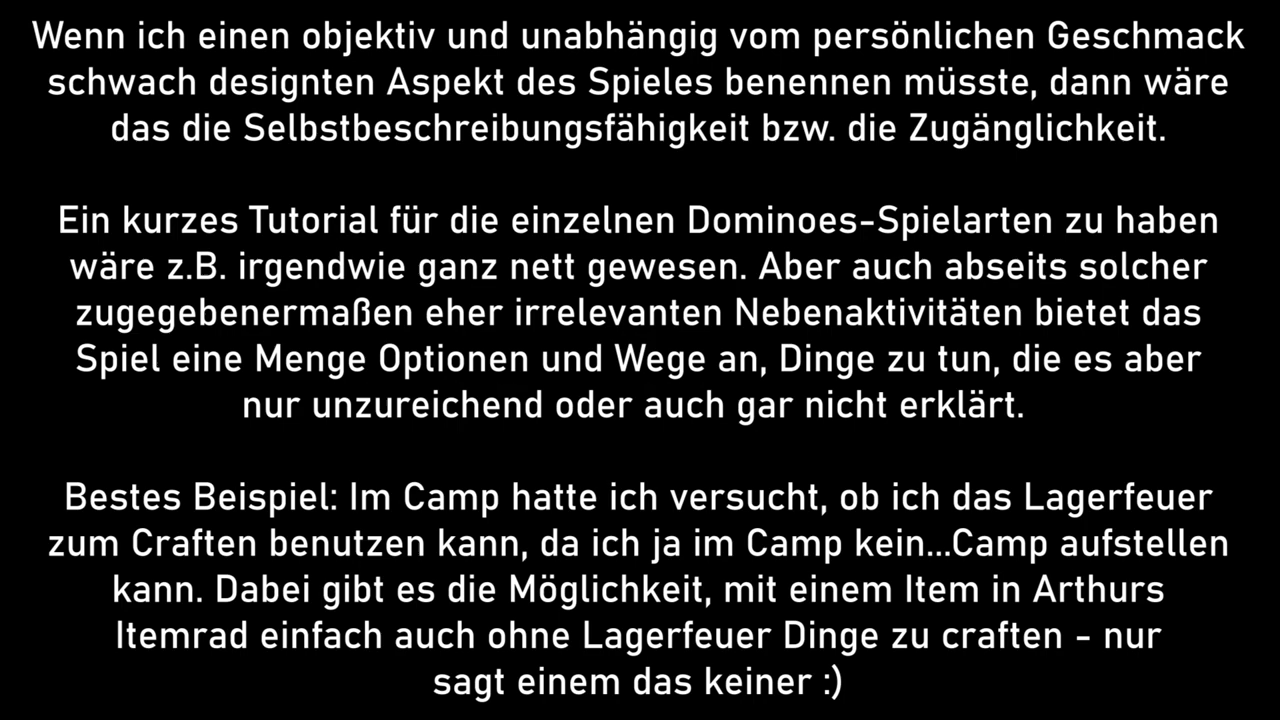 Wenn ich einen objektiv und unabhängig vom persönlichen Geschmack
schwach designten Aspekt des Spieles benennen müsste, dann wäre
das die Selbstbeschreibungsfähigkeit bzw. die Zugänglichkeit.
Ein kurzes Tutorial für die einzelnen Dominoes-Spielarten zu haben
wäre z.B. irgendwie ganz nett gewesen. Aber auch abseits solcher
zugegebenermaßen eher irrelevanten Nebenaktivitäten bietet das
Spiel eine Menge Optionen und Wege an, Dinge zu tun, die es aber
nur unzureichend oder auch gar nicht erklärt.
Bestes Beispiel: Im Camp hatte ich versucht, ob ich das Lagerfeuer
zum Craften benutzen kann, da ich ja im Camp kein...Camp aufstellen
kann. Dabei gibt es die Möglichkeit, mit einem Item in Arthurs
Itemrad einfach auch ohne Lagerfeuer Dinge zu craften - nur
sagt einem das keiner :)